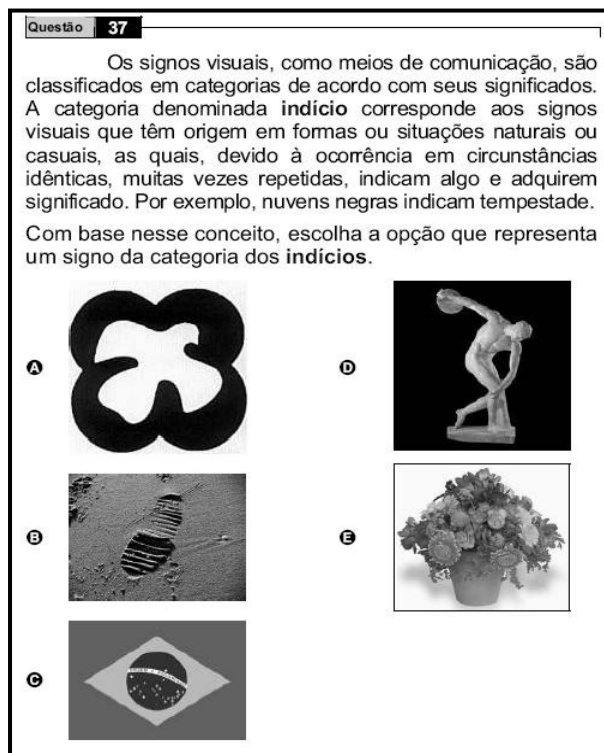 Questão 37
Os signos visuais, como meios de comunicação, são
classificados em categorias de acordo com seus significados.
A categoria denominada indício corresponde aos signos
visuais que têm origem em formas ou situações naturais ou
casuais, as quais, devido à ocorrência em circunstâncias
idênticas, muitas vezes repetidas, indicam algo e adquirem
significado. Por exemplo, nuvens negras indicam tempestade.
Com base nesse conceito, escolha a opção que representa
um signo da categoria dos indícios.
A
D
B
E
C